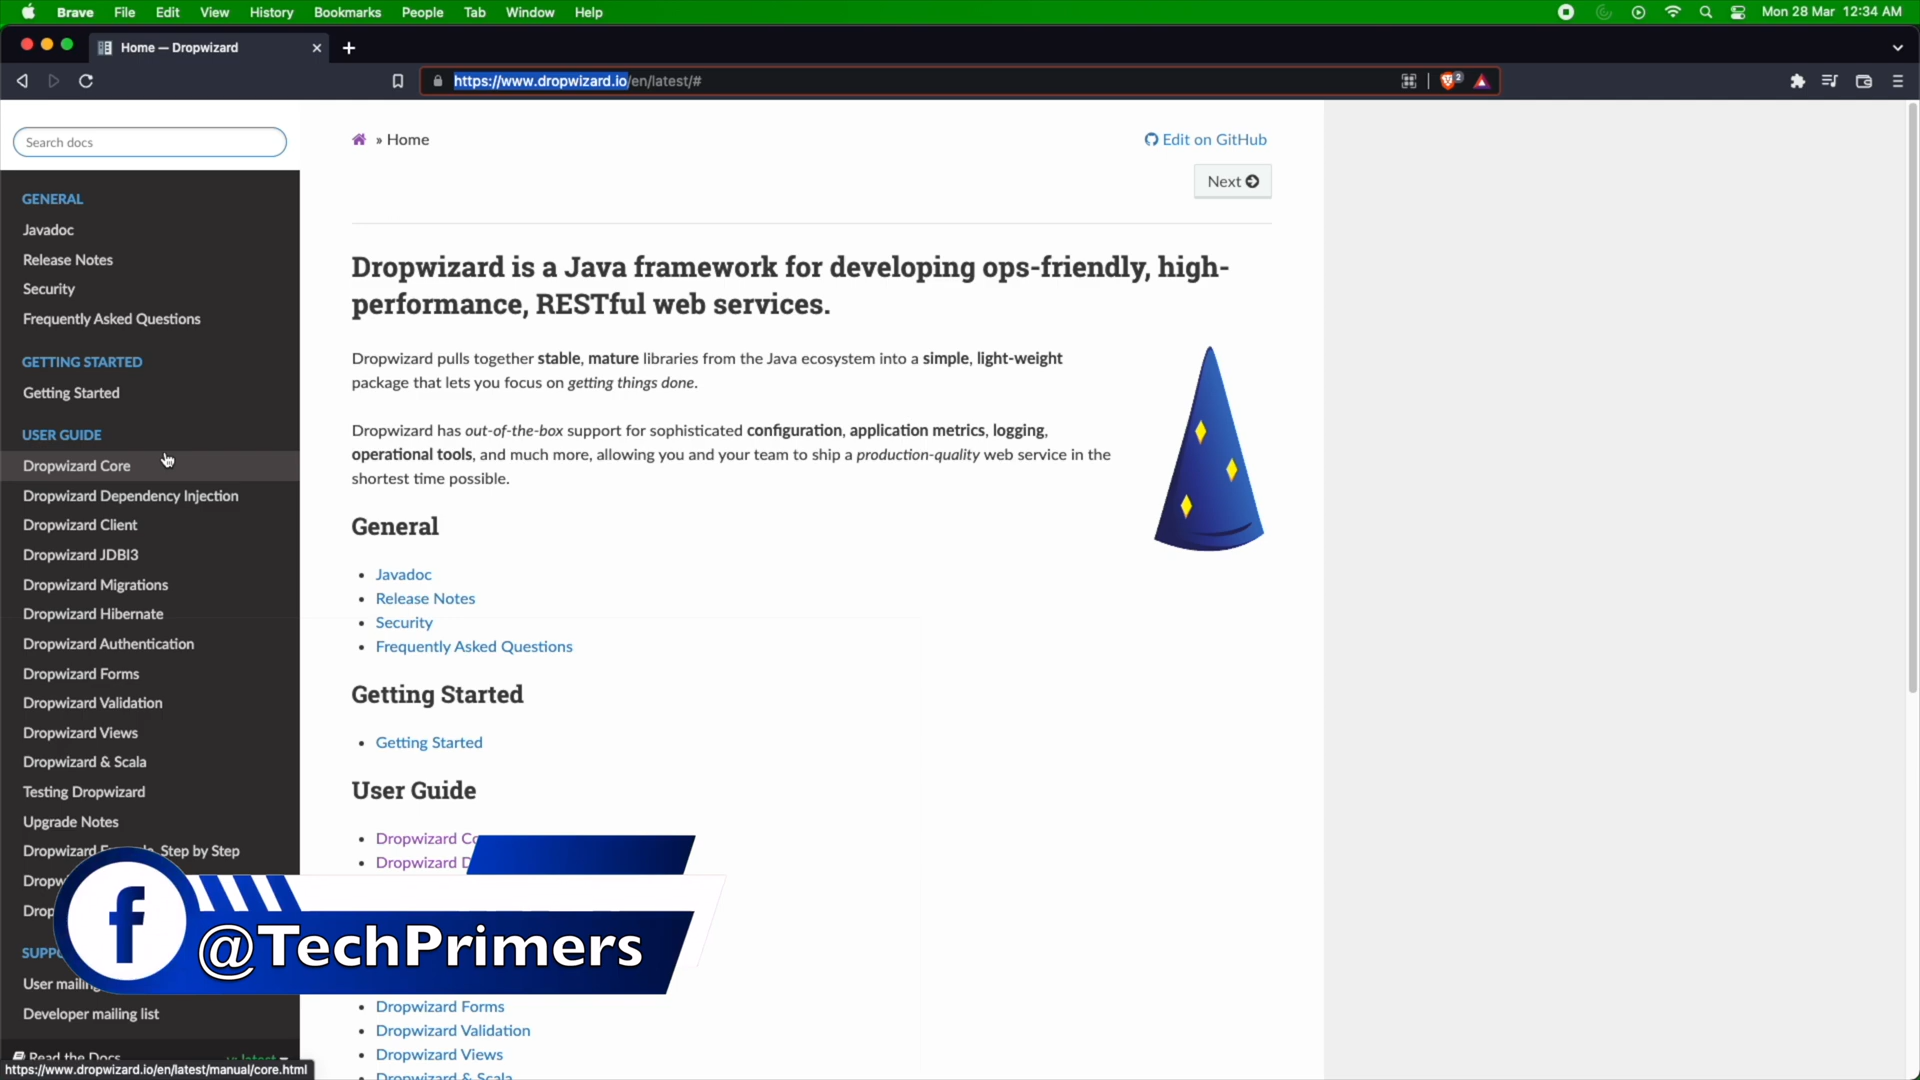 Brave File Edit View History Bookmarks People Tab Window Help
Mon 28 Mar 12:34 AM
Home — Dropwizard
https://www.dropwizard.io/en/latest/#
2
Search docs
GENERAL
Javadoc
Release Notes
Security
Frequently Asked Questions
GETTING STARTED
Getting Started
USER GUIDE
Dropwizard Core
Dropwizard Dependency Injection
Dropwizard Client
Dropwizard JDBI3
Dropwizard Migrations
Dropwizard Hibernate
Dropwizard Authentication
Dropwizard Forms
Dropwizard Validation
Dropwizard Views
Dropwizard & Scala
Testing Dropwizard
Upgrade Notes
Dropwizard Step by Step
User
Developer mailing list
Read the Docs
https://www.dropwizard.io/en/latest/manual/core.html
» Home
Edit on GitHub
Next
Dropwizard is a Java framework for developing ops-friendly, high-
performance, RESTful web services.
Dropwizard pulls together stable, mature libraries from the Java ecosystem into a simple, light-weight
package that lets you focus on getting things done.
Dropwizard has out-of-the-box support for sophisticated configuration, application metrics, logging,
operational tools, and much more, allowing you and your team to ship a production-quality web service in the
shortest time possible.
General
Javadoc
Release Notes
Security
Frequently Asked Questions
Getting Started
Getting Started
User Guide
Dropwizard
Dropwizard
Dropwizard Forms
Dropwizard Validation
Dropwizard Views
Dropwizard & Scala
f
@TechPrimers